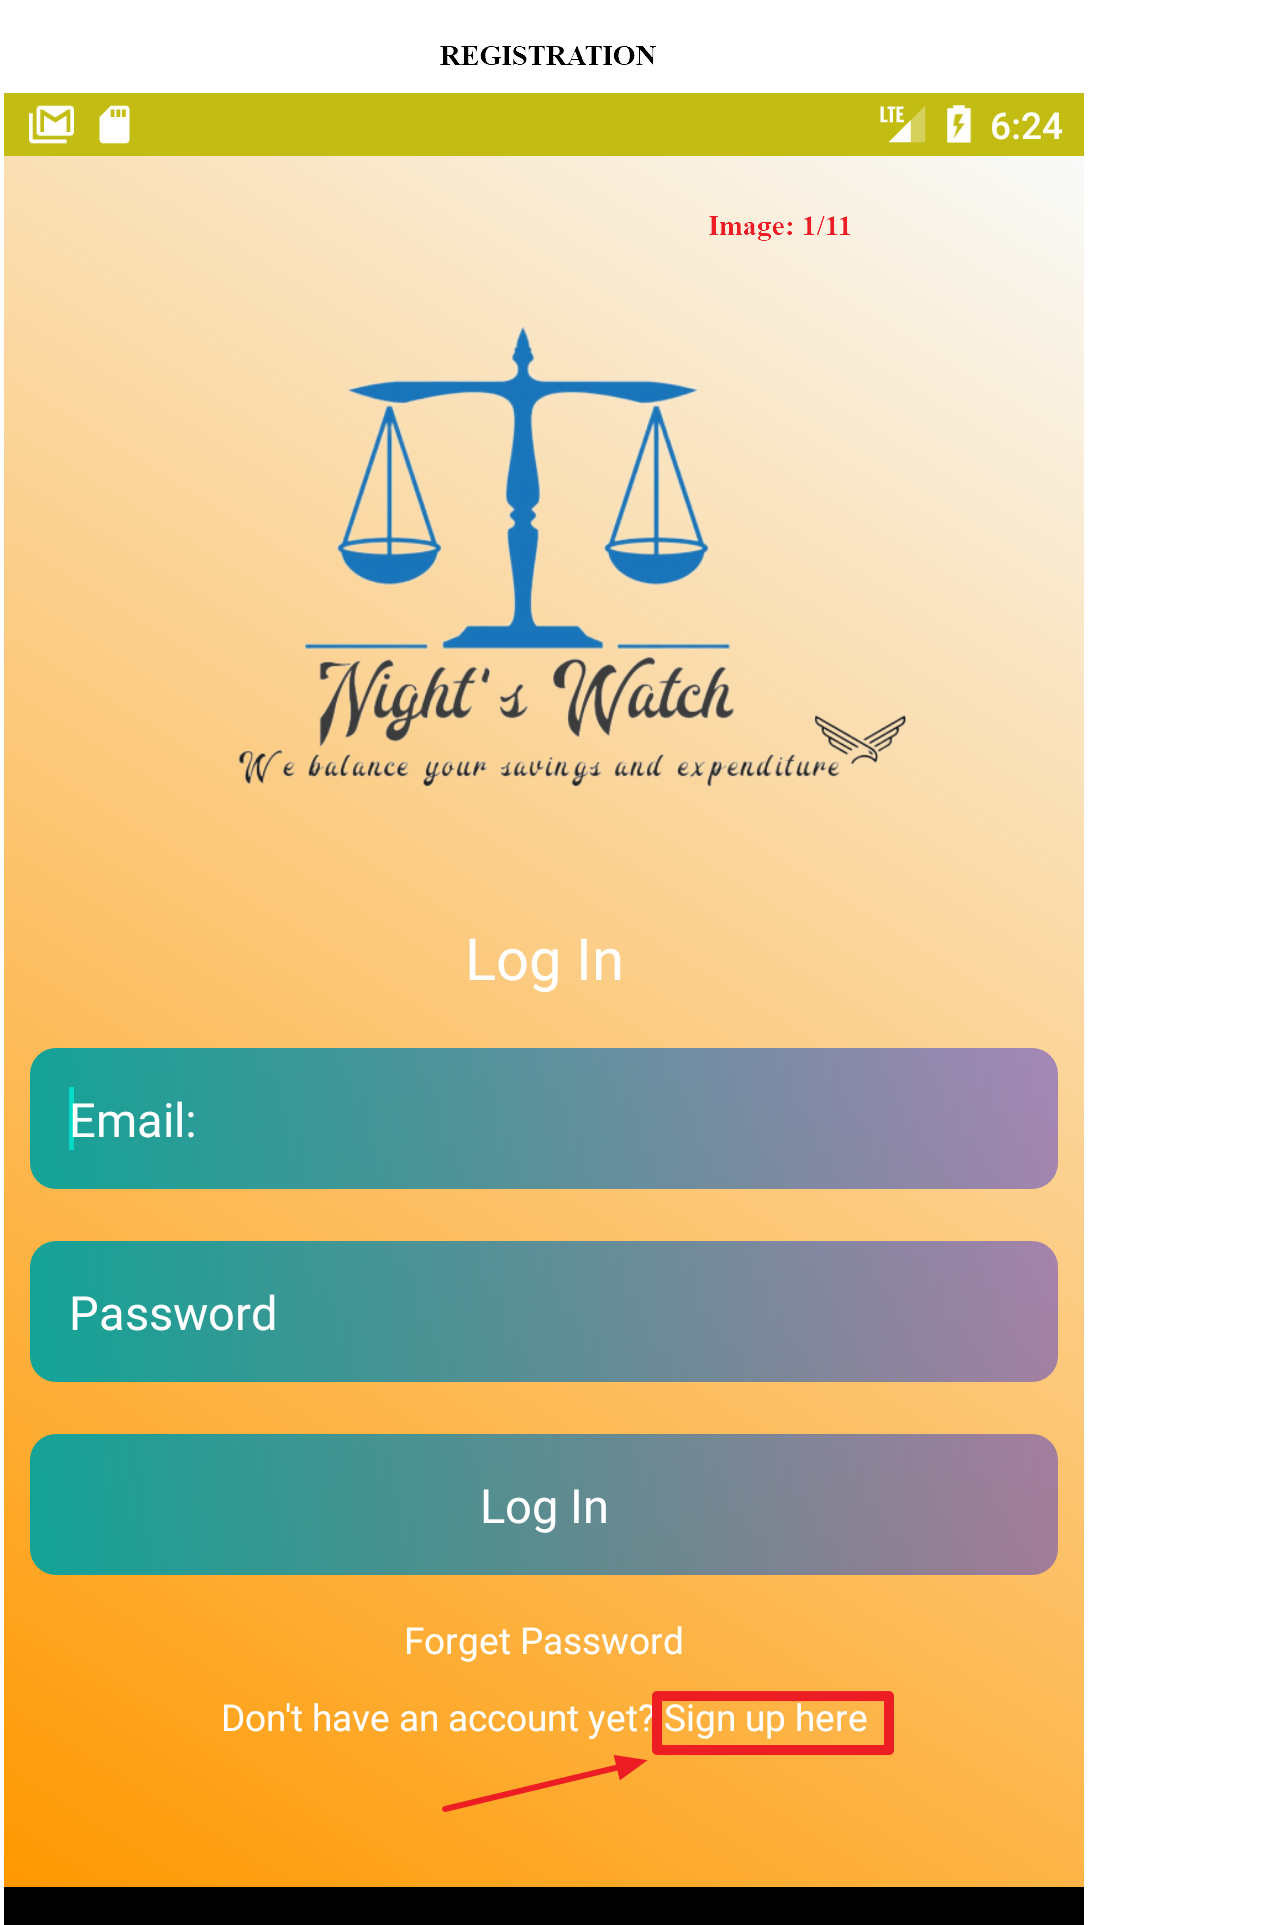 REGISTRATION
LTE 6:24
Image: 1/11
Night's Watch
We balance your savings and expenditure
Log In
Email:
Password
Log In
Forget Password
Don't have an account yet? Sign up here